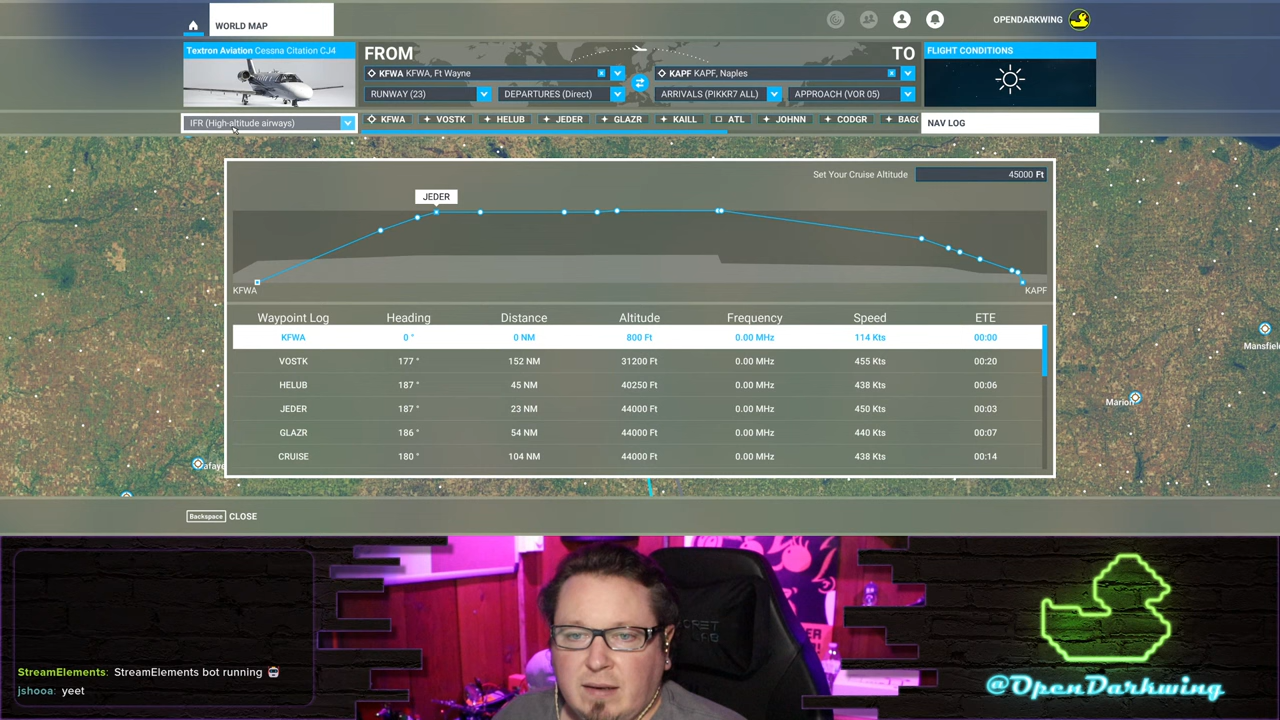 WORLD MAP
OPENDARKWING
Textron Aviation Cessna Citation CJ4
FROM
TO
FLIGHT CONDITIONS
KFWA KFWA, Ft Wayne
KAPF KAPF, Naples
RUNWAY (23)
DEPARTURES (Direct)
ARRIVALS (PIKKR7 ALL)
APPROACH (VOR 05)
IFR (High-altitude airways)
KFWA
VOSTK
HELUB
JEDER
GLAZR
KAILL
ATL
JOHNN
CODGR
BAGG
NAV LOG
Set Your Cruise Altitude
45000 Ft
JEDER
KFWA
KAPF
Waypoint Log Heading Distance Altitude Frequency Speed ETE
KFWA 0 ° 0 NM 800 Ft 0.00 MHz 114 Kts 00:00
VOSTK 177 ° 152 NM 31200 Ft 0.00 MHz 455 Kts 00:20
HELUB 187 ° 45 NM 40250 Ft 0.00 MHz 438 Kts 00:06
JEDER 187 ° 23 NM 44000 Ft 0.00 MHz 450 Kts 00:03
GLAZR 186 ° 54 NM 44000 Ft 0.00 MHz 440 Kts 00:07
CRUISE 180 ° 104 NM 44000 Ft 0.00 MHz 438 Kts 00:14
Mansfiel
Marion
afaye
Backspace CLOSE
StreamElements: StreamElements bot running
jshooa: yeet
@OpenDarkwing